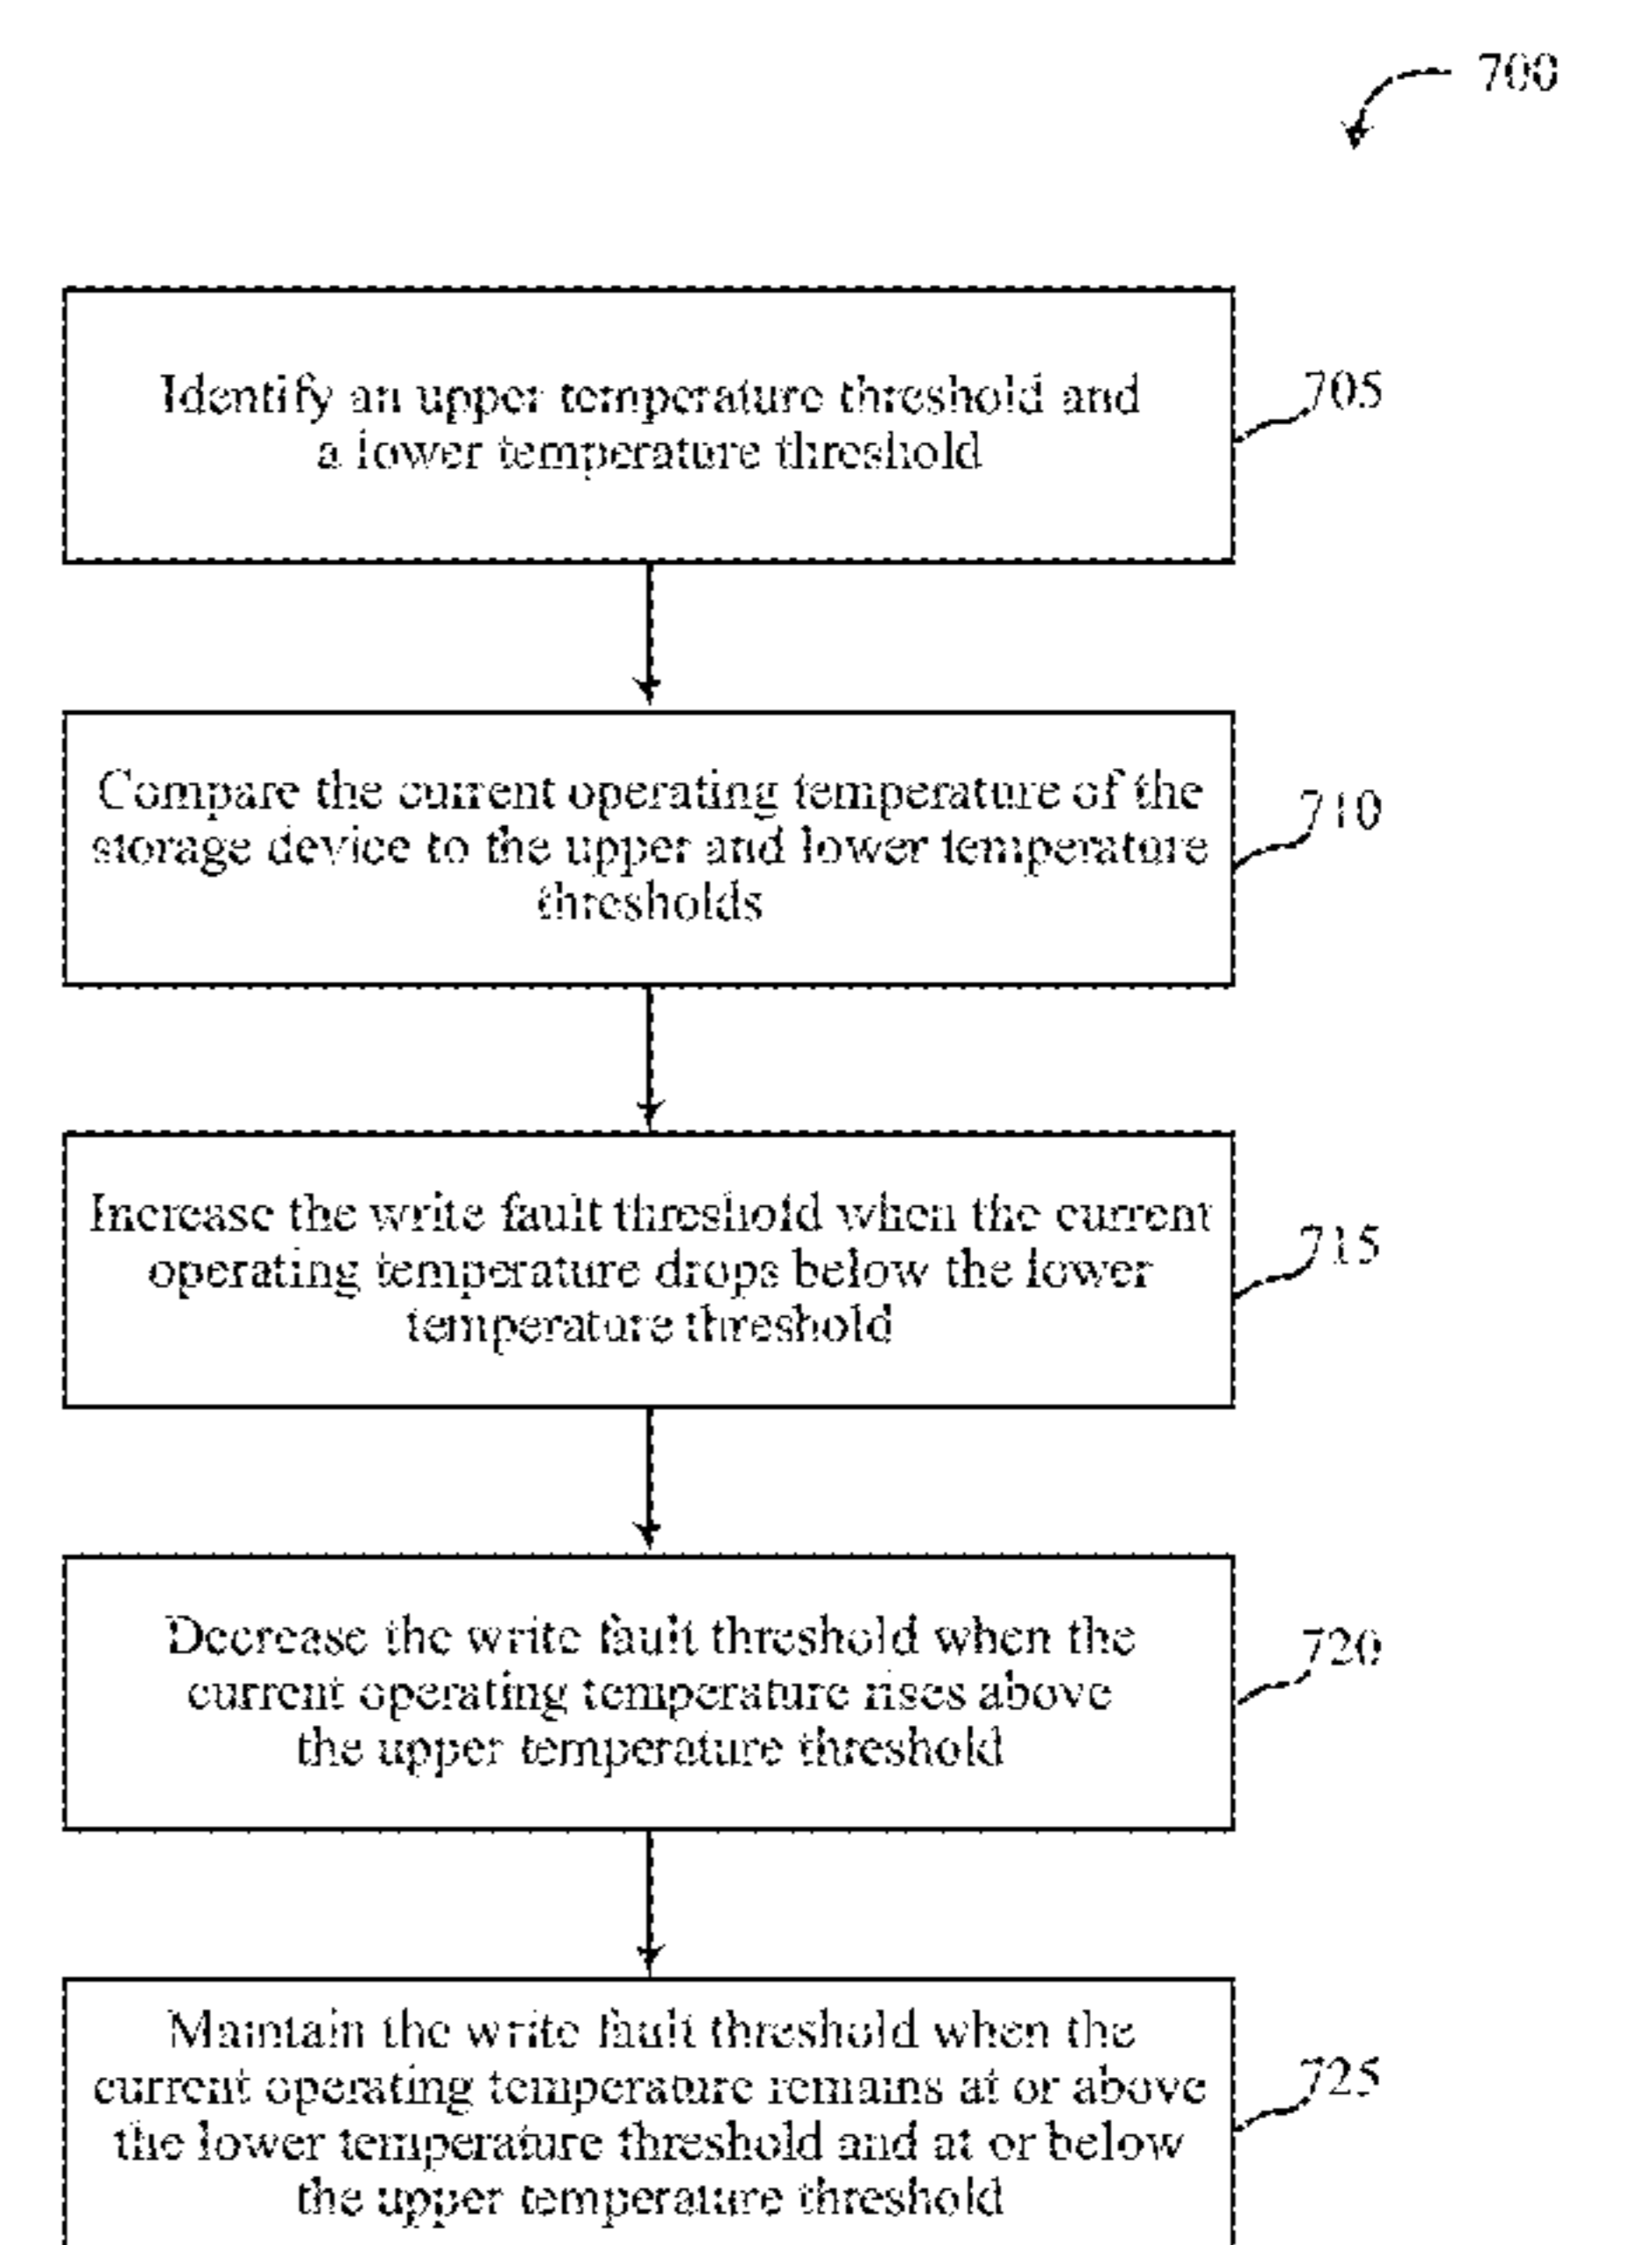 700
Identify an upper temperature threshold and
a lower temperature threshold
705
Compare the current operating temperature of the
storage device to the upper and lower temperature
thresholds
710
Increase the write fault threshold when the current
operating temperature drops below the lower
temperature threshold
715
Decrease the write fault threshold when the
current operating temperature rises above
the upper temperature threshold
720
Maintain the write fault threshold when the
current operating temperature remains at or above
the lower temperature threshold and at or below
the upper temperature threshold
725